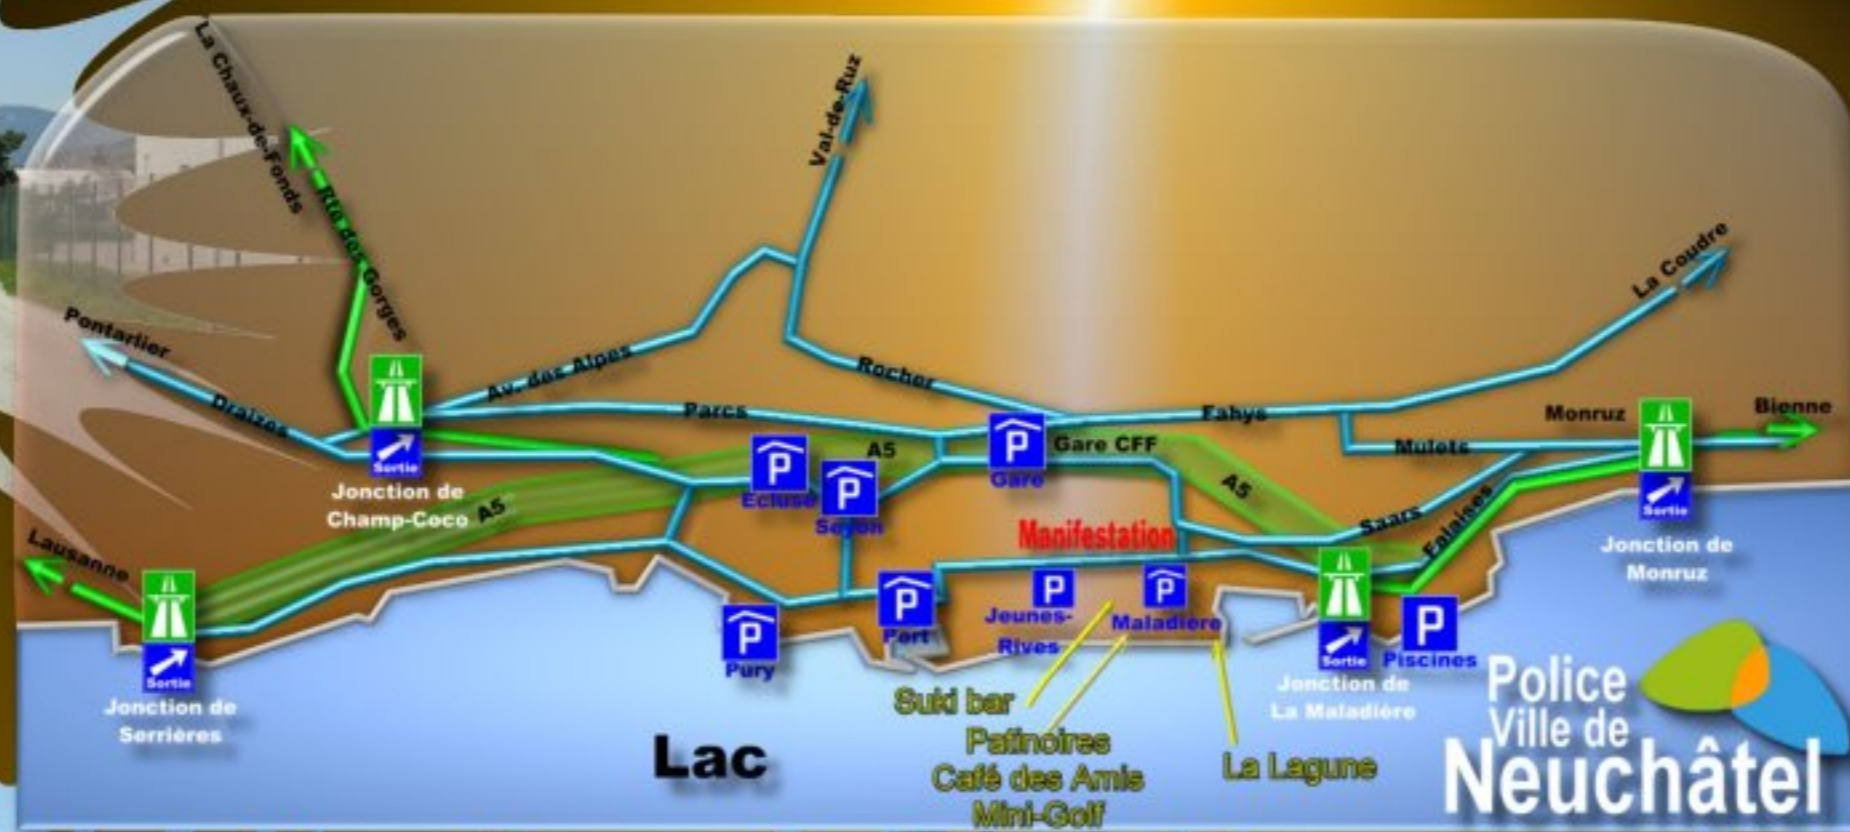 La Chaux-de-Fonds
Rte des Gorges
Val-de-Ruz
La Coudre
Pontarlier
Draizes
Av. des Alpes
Parcs
Rocher
Fahys
Monruz
Bienne
Mulets
Sortie
Jonction de
Champ-Coco
A5
A5
P
Ecluse
P
Seyon
P
Gare
Gare CFF
A5
Saars
Falaises
Sortie
Jonction de
Monruz
Lausanne
Sortie
Jonction de
Serrières
Manifestation
P
Pury
P
Port
P
Jeunes-
Rives
P
Maladière
Sortie
Jonction de
La Maladière
P
Piscines
Lac
Suki bar
Patinoires
Café des Amis
Mini-Golf
La Lagune
Police
Ville de
Neuchâtel